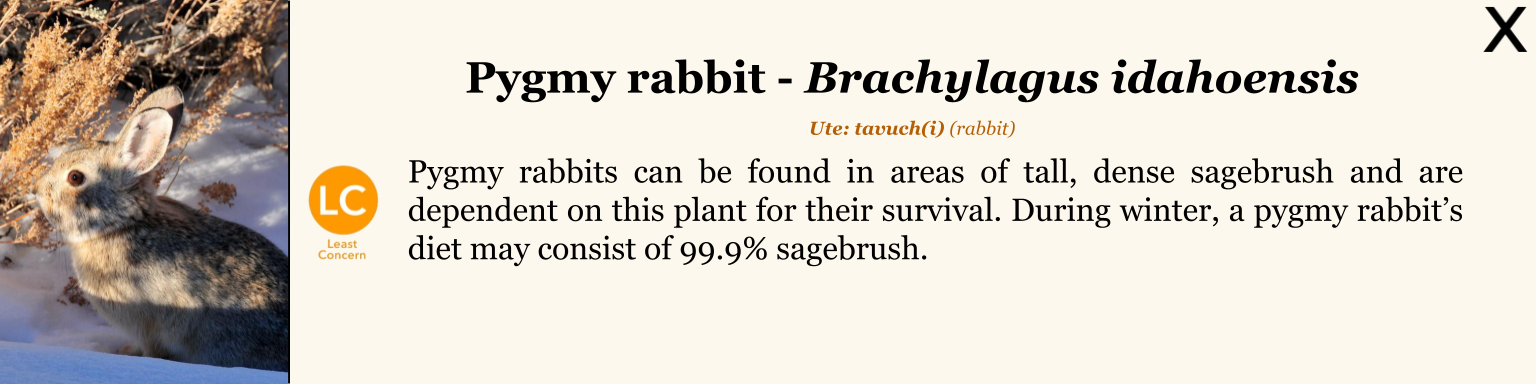 X
Pygmy rabbit - Brachylagus idahoensis
Ute: tavuch(i) (rabbit)
LC
Least
Concern
Pygmy rabbits can be found in areas of tall, dense sagebrush and are
dependent on this plant for their survival. During winter, a pygmy rabbit’s
diet may consist of 99.9% sagebrush.